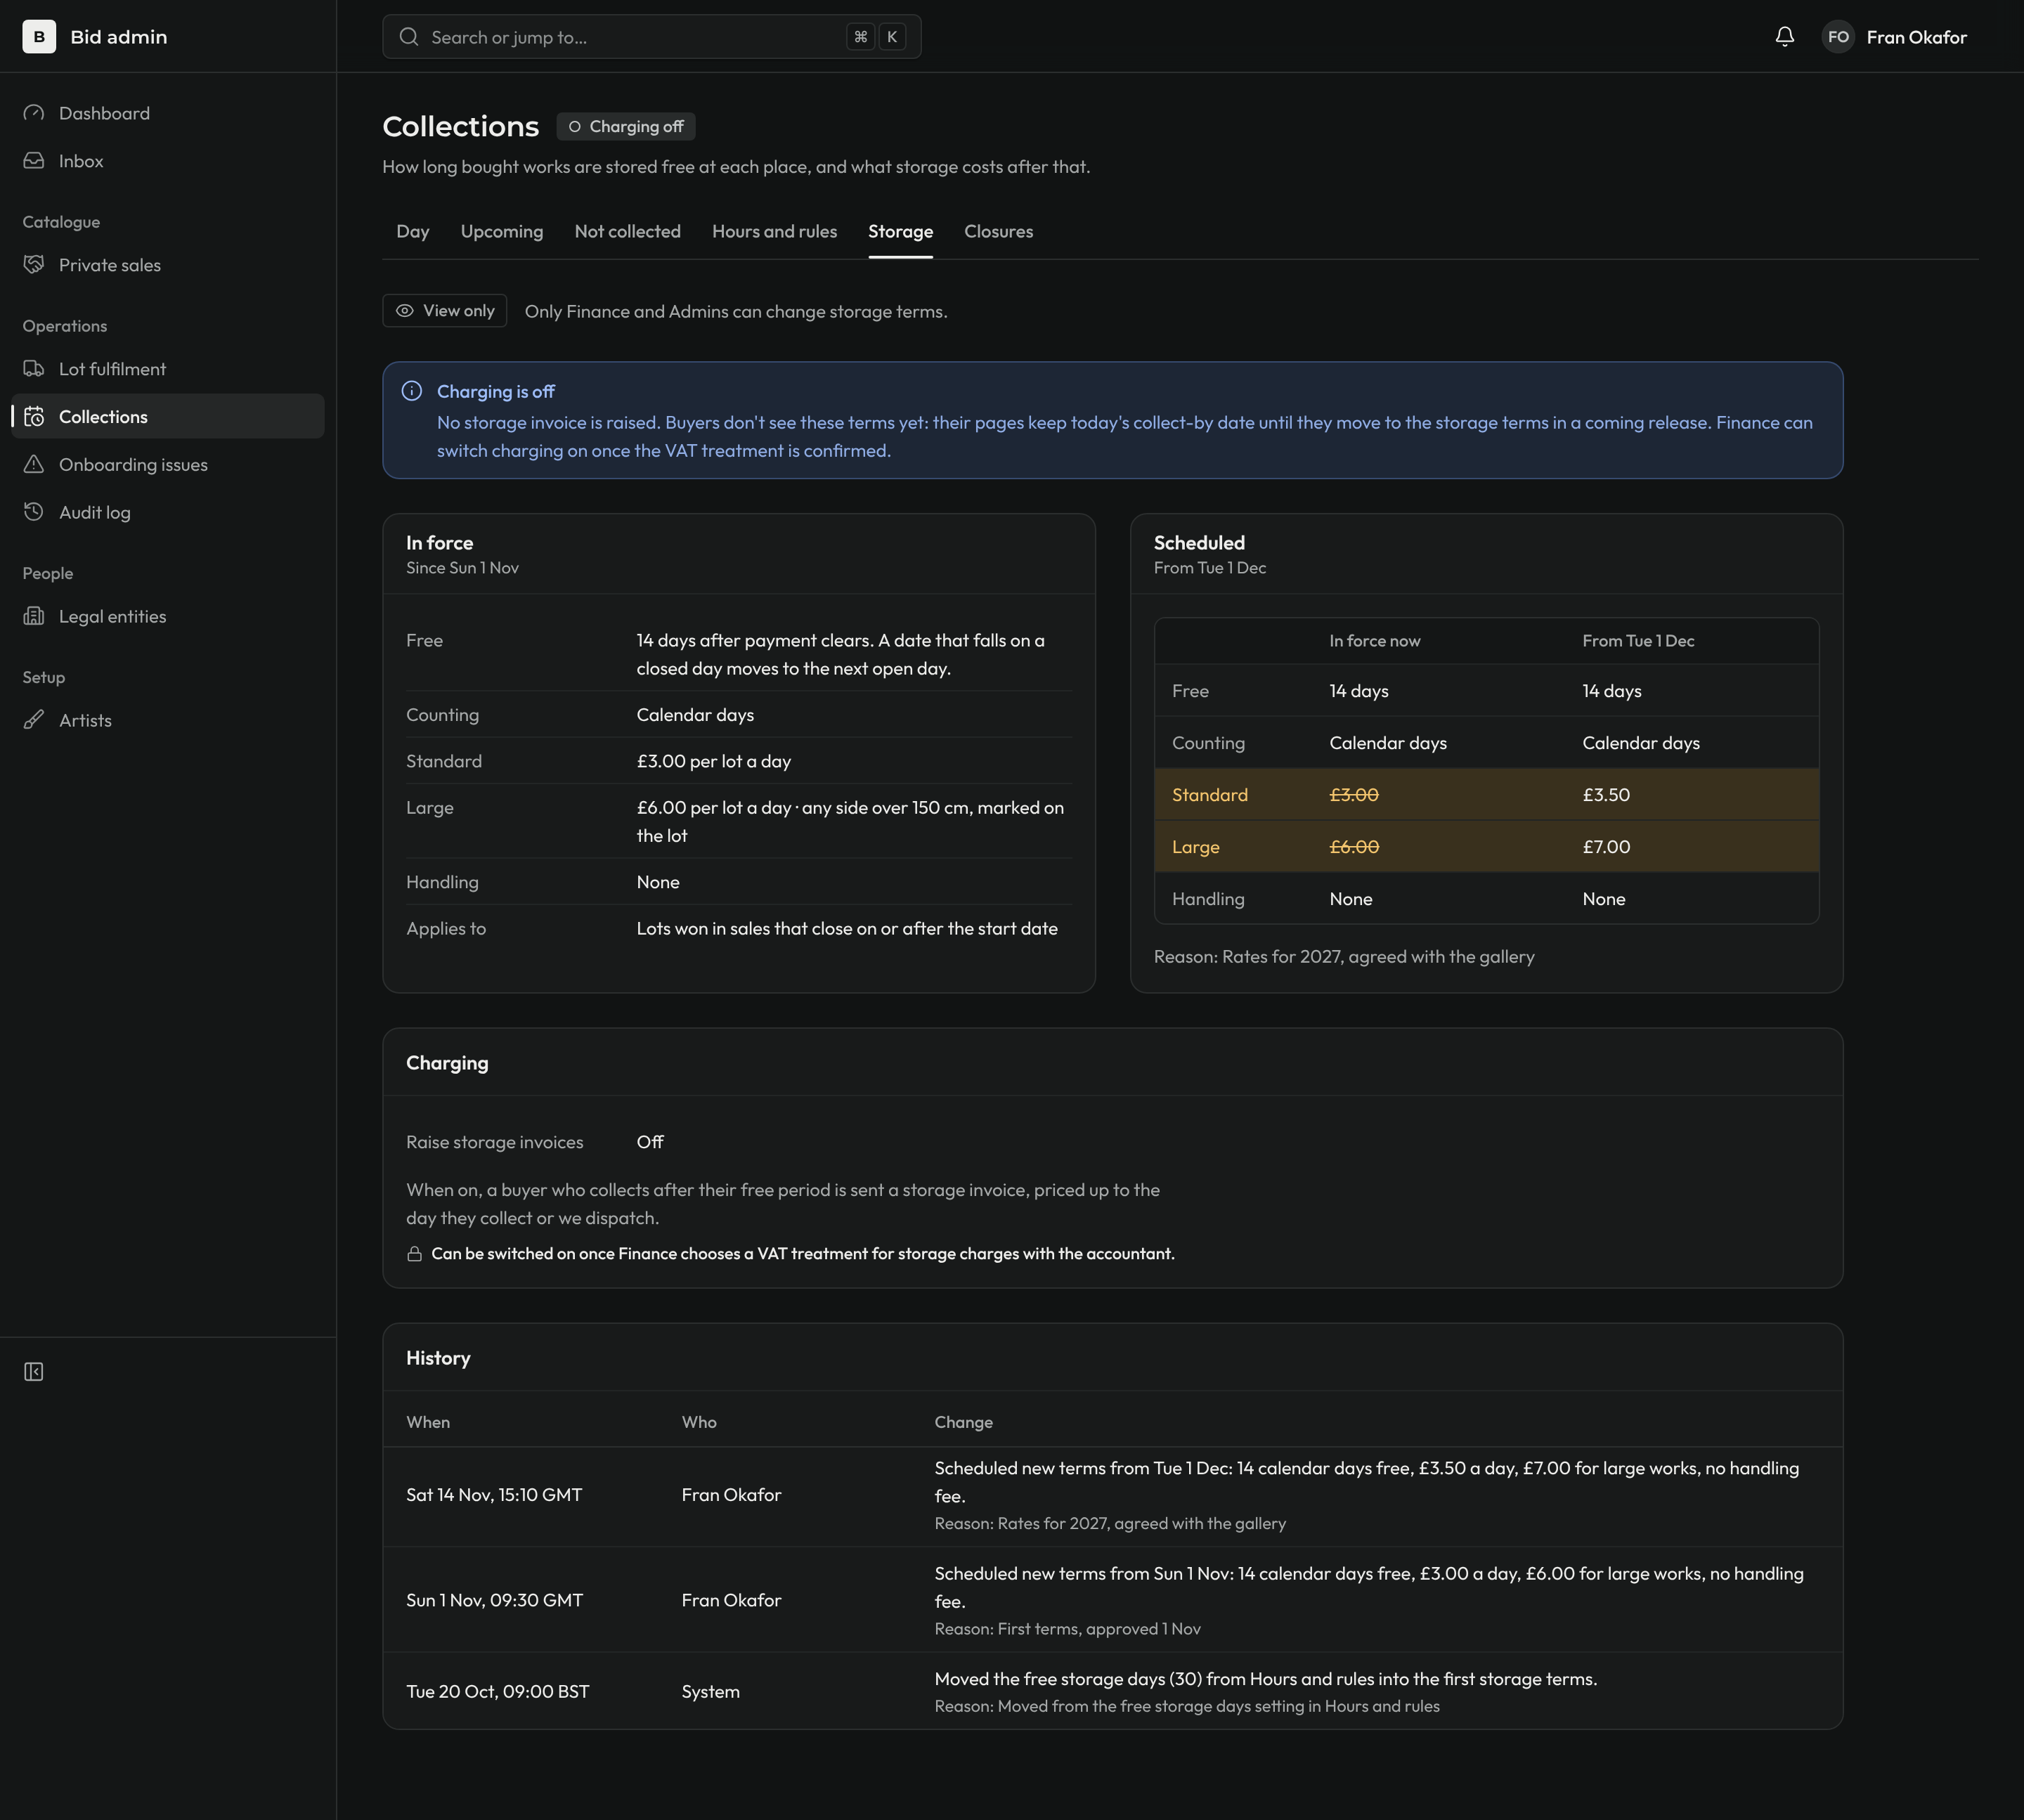 B Bid admin
Search or jump to...
⌘ K
FO Fran Okafor
Dashboard
Inbox
Catalogue
Private sales
Operations
Lot fulfilment
Collections
Onboarding issues
Audit log
People
Legal entities
Setup
Artists
Collections
Charging off
How long bought works are stored free at each place, and what storage costs after that.
Day Upcoming Not collected Hours and rules Storage Closures
View only
Only Finance and Admins can change storage terms.
Charging is off
No storage invoice is raised. Buyers don't see these terms yet: their pages keep today's collect-by date until they move to the storage terms in a coming release. Finance can
switch charging on once the VAT treatment is confirmed.
In force
Since Sun 1 Nov
Free 14 days after payment clears. A date that falls on a
closed day moves to the next open day.
Counting Calendar days
Standard £3.00 per lot a day
Large £6.00 per lot a day · any side over 150 cm, marked on
the lot
Handling None
Applies to Lots won in sales that close on or after the start date
Scheduled
From Tue 1 Dec
In force now From Tue 1 Dec
Free 14 days 14 days
Counting Calendar days Calendar days
Standard £3.00 £3.50
Large £6.00 £7.00
Handling None None
Reason: Rates for 2027, agreed with the gallery
Charging
Raise storage invoices Off
When on, a buyer who collects after their free period is sent a storage invoice, priced up to the
day they collect or we dispatch.
Can be switched on once Finance chooses a VAT treatment for storage charges with the accountant.
History
When Who Change
Sat 14 Nov, 15:10 GMT Fran Okafor Scheduled new terms from Tue 1 Dec: 14 calendar days free, £3.50 a day, £7.00 for large works, no handling
fee.
Reason: Rates for 2027, agreed with the gallery
Sun 1 Nov, 09:30 GMT Fran Okafor Scheduled new terms from Sun 1 Nov: 14 calendar days free, £3.00 a day, £6.00 for large works, no handling
fee.
Reason: First terms, approved 1 Nov
Tue 20 Oct, 09:00 BST System Moved the free storage days (30) from Hours and rules into the first storage terms.
Reason: Moved from the free storage days setting in Hours and rules